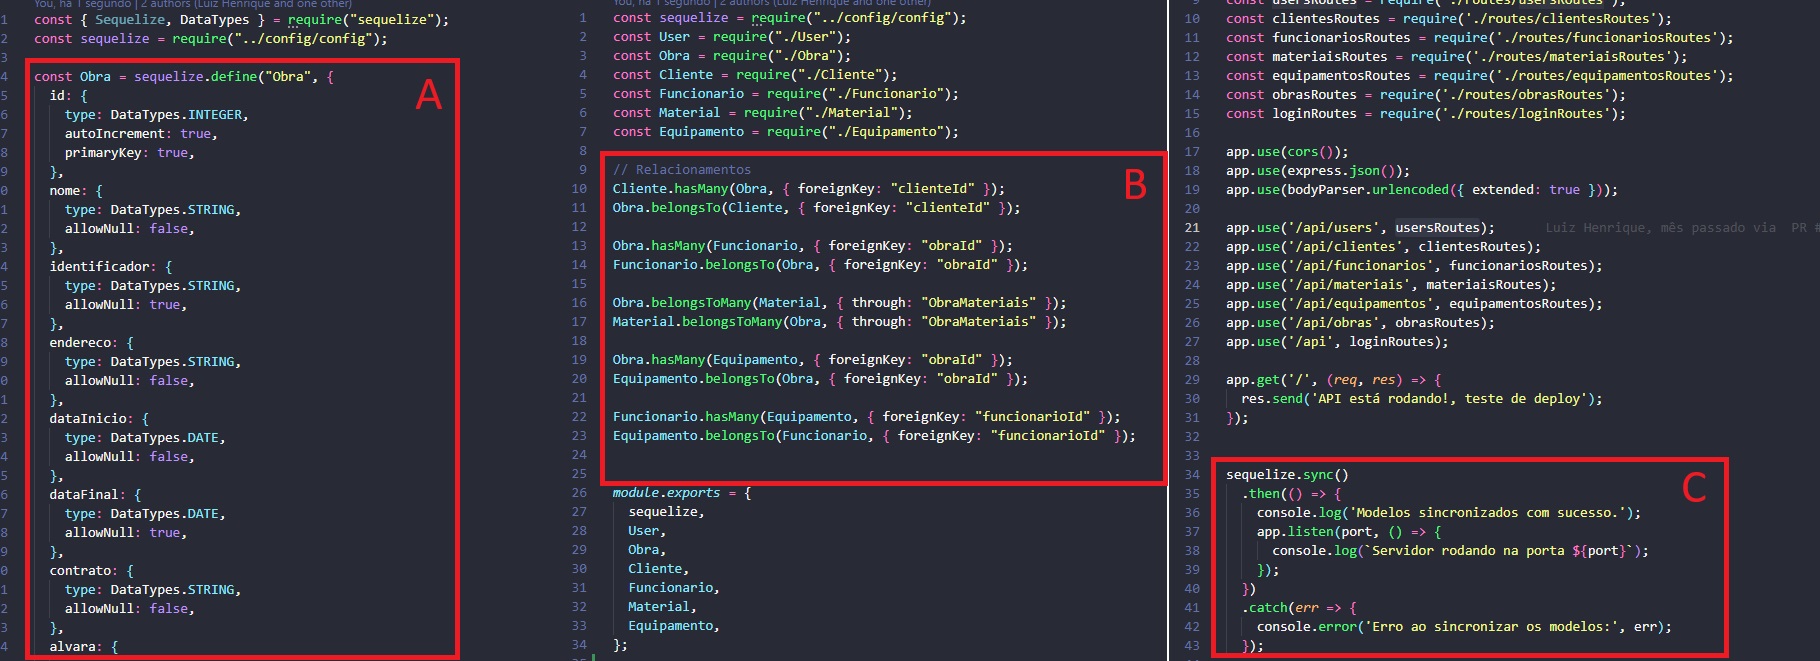 You, há 1 segundo | 2 authors (Luiz Henrique and one other)
1 const { Sequelize, DataTypes } = require("sequelize");
2 const sequelize = require("../config/config");
3
4 const Obra = sequelize.define("Obra", {
A
5 id: {
6 type: DataTypes.INTEGER,
7 autoIncrement: true,
8 primaryKey: true,
9 },
0 nome: {
1 type: DataTypes.STRING,
2 allowNull: false,
3 },
4 identificador: {
5 type: DataTypes.STRING,
6 allowNull: true,
7 },
8 endereco: {
9 type: DataTypes.STRING,
0 allowNull: false,
1 },
2 dataInicio: {
3 type: DataTypes.DATE,
4 allowNull: false,
5 },
6 dataFinal: {
7 type: DataTypes.DATE,
8 allowNull: true,
9 },
0 contrato: {
1 type: DataTypes.STRING,
2 allowNull: false,
3 },
4 alvara: {
You, há 1 segundo | 2 authors (Luiz Henrique and one other)
1 const sequelize = require("../config/config");
2 const User = require("./User");
3 const Obra = require("./Obra");
4 const Cliente = require("./Cliente");
5 const Funcionario = require("./Funcionario");
6 const Material = require("./Material");
7 const Equipamento = require("./Equipamento");
8
9 // Relacionamentos
B
10 Cliente.hasMany(Obra, { foreignKey: "clienteId" });
11 Obra.belongsTo(Cliente, { foreignKey: "clienteId" });
12
13 Obra.hasMany(Funcionario, { foreignKey: "obraId" });
14 Funcionario.belongsTo(Obra, { foreignKey: "obraId" });
15
16 Obra.belongsToMany(Material, { through: "ObraMateriais" });
17 Material.belongsToMany(Obra, { through: "ObraMateriais" });
18
19 Obra.hasMany(Equipamento, { foreignKey: "obraId" });
20 Equipamento.belongsTo(Obra, { foreignKey: "obraId" });
21
22 Funcionario.hasMany(Equipamento, { foreignKey: "funcionarioId" });
23 Equipamento.belongsTo(Funcionario, { foreignKey: "funcionarioId" });
24
25
26 module.exports = {
27 sequelize,
28 User,
29 Obra,
30 Cliente,
31 Funcionario,
32 Material,
33 Equipamento,
34 };
9 const usersRoutes = require('./routes/usersRoutes');
10 const clientesRoutes = require('./routes/clientesRoutes');
11 const funcionariosRoutes = require('./routes/funcionariosRoutes');
12 const materiaisRoutes = require('./routes/materiaisRoutes');
13 const equipamentosRoutes = require('./routes/equipamentosRoutes');
14 const obrasRoutes = require('./routes/obrasRoutes');
15 const loginRoutes = require('./routes/loginRoutes');
16
17 app.use(cors());
18 app.use(express.json());
19 app.use(bodyParser.urlencoded({ extended: true }));
20
21 app.use('/api/users', usersRoutes); Luiz Henrique, mês passado via PR #
22 app.use('/api/clientes', clientesRoutes);
23 app.use('/api/funcionarios', funcionariosRoutes);
24 app.use('/api/materiais', materiaisRoutes);
25 app.use('/api/equipamentos', equipamentosRoutes);
26 app.use('/api/obras', obrasRoutes);
27 app.use('/api', loginRoutes);
28
29 app.get('/', (req, res) => {
30 res.send('API está rodando!, teste de deploy');
31 });
32
33
34 sequelize.sync()
C
35 .then(() => {
36 console.log('Modelos sincronizados com sucesso.');
37 app.listen(port, () => {
38 console.log(`Servidor rodando na porta ${port}`);
39 });
40 })
41 .catch(err => {
42 console.error('Erro ao sincronizar os modelos:', err);
43 });